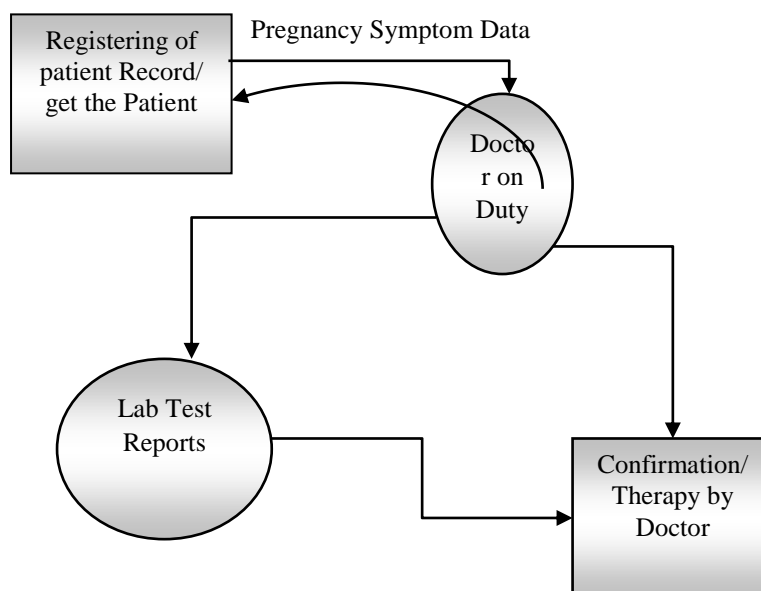 Registering of
patient Record/
get the Patient
Pregnancy Symptom Data
Docto
r on
Duty
Lab Test
Reports
Confirmation/
Therapy by
Doctor